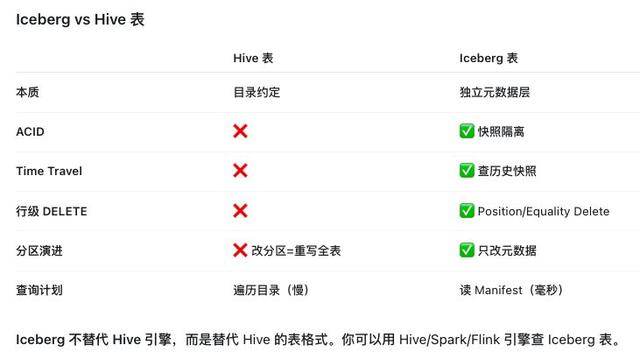 Iceberg vs Hive 表
Hive 表 Iceberg 表
本质 目录约定 独立元数据层
ACID ❌ ✅ 快照隔离
Time Travel ❌ ✅ 查历史快照
行级 DELETE ❌ ✅ Position/Equality Delete
分区演进 ❌ 改分区=重写全表 ✅ 只改元数据
查询计划 遍历目录（慢） 读 Manifest（毫秒）
Iceberg 不替代 Hive 引擎，而是替代 Hive 的表格式。你可以用 Hive/Spark/Flink 引擎查 Iceberg 表。